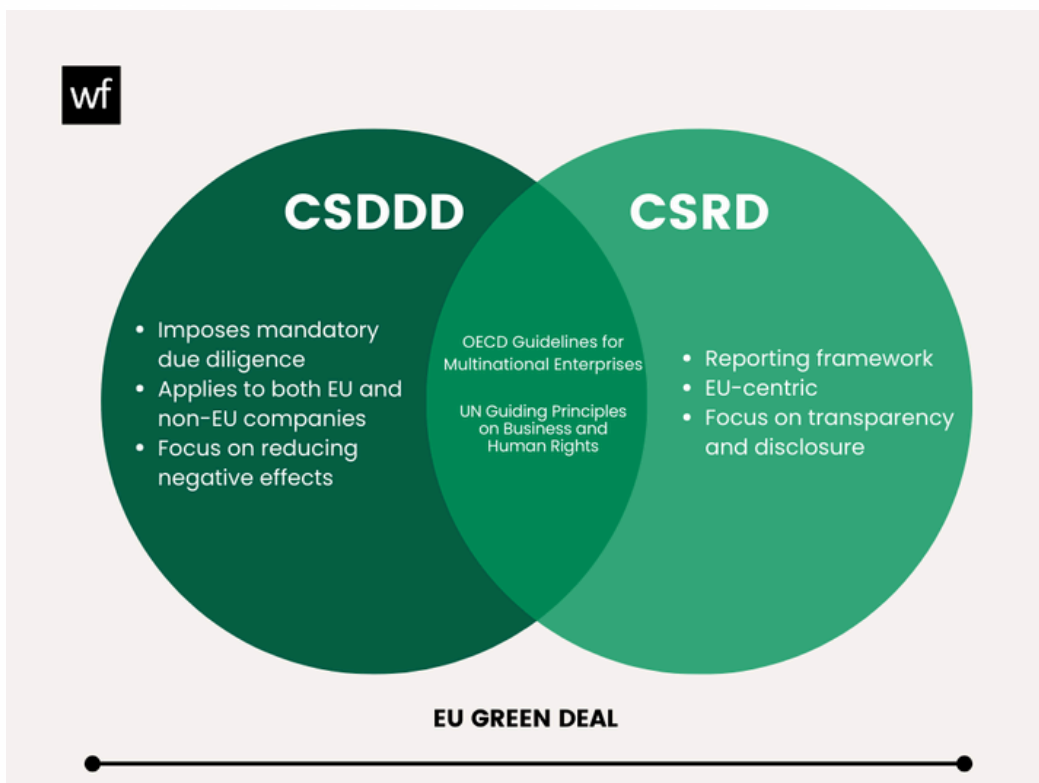 wf
CSDDD
• Imposes mandatory
due diligence
• Applies to both EU and
non-EU companies
• Focus on reducing
negative effects
OECD Guidelines for
Multinational Enterprises
UN Guiding Principles
on Business and
Human Rights
CSRD
• Reporting framework
• EU-centric
• Focus on transparency
and disclosure
EU GREEN DEAL